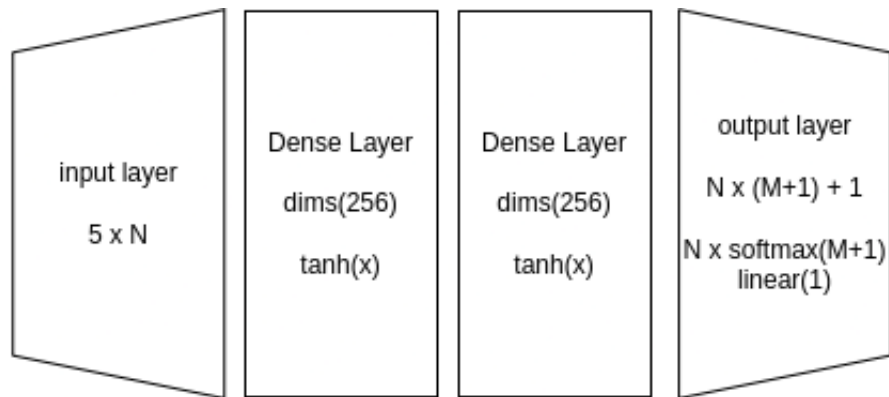 input layer
5 x N
Dense Layer
dims(256)
tanh(x)
Dense Layer
dims(256)
tanh(x)
output layer
N x (M+1) + 1
N x softmax(M+1)
linear(1)